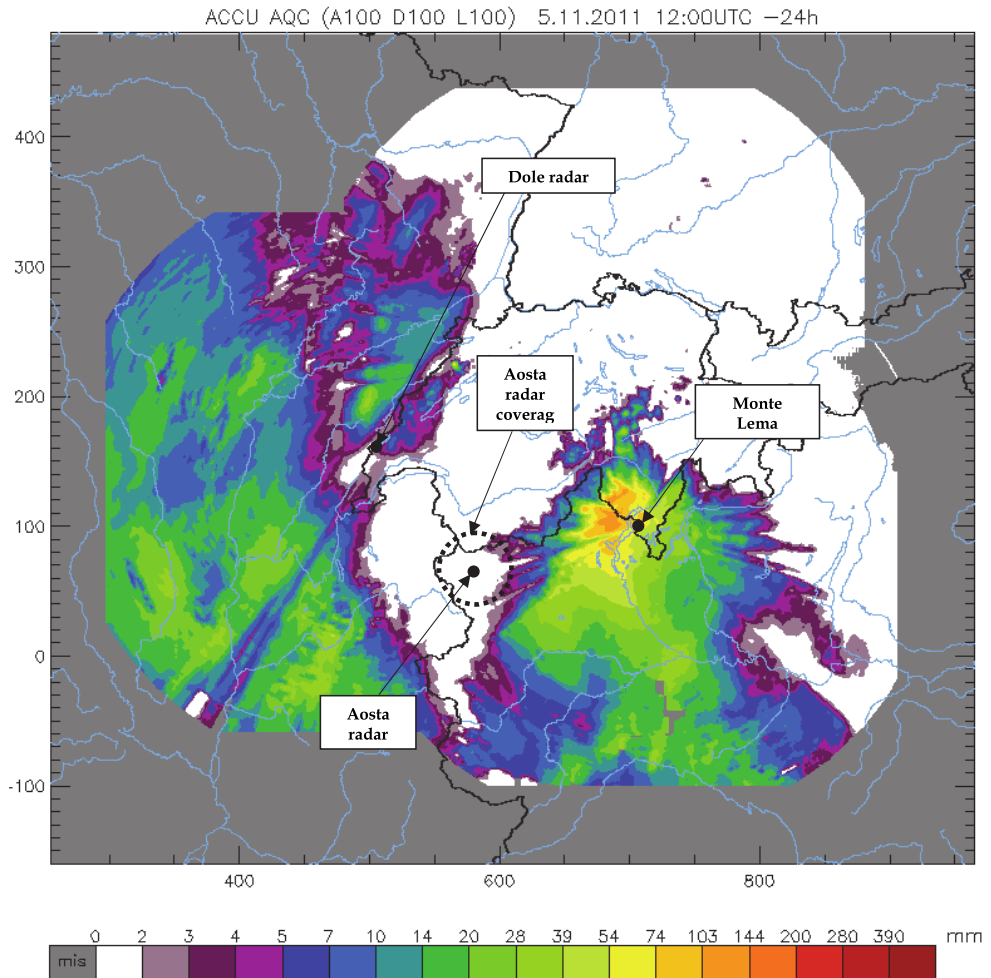 ACCU AQC (A100 D100 L100) 5.11.2011 12:00UTC −24h
400
300
200
100
0
-100
Dole radar
Aosta
radar
coverag
Monte
Lema
Aosta
radar
400 600 800
0 2 3 4 5 7 10 14 20 28 39 54 74 103 144 200 280 390 mm
mis